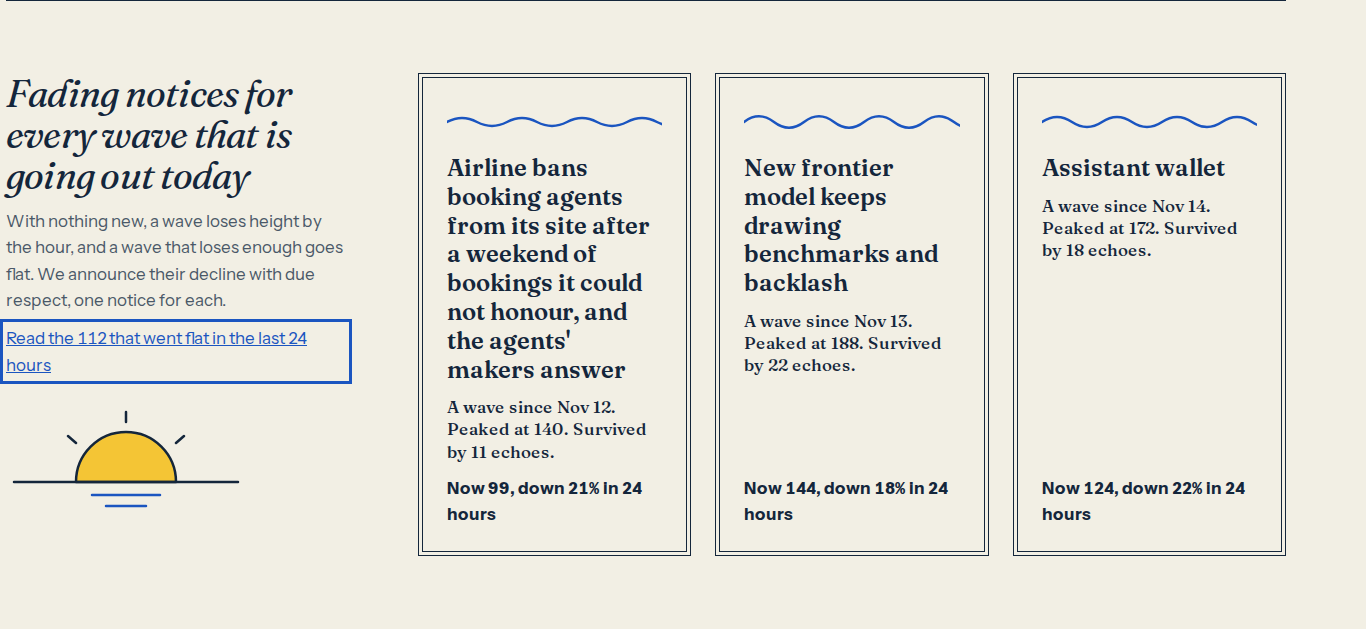 Fading notices for
every wave that is
going out today
With nothing new, a wave loses height by
the hour, and a wave that loses enough goes
flat. We announce their decline with due
respect, one notice for each.
Read the 112 that went flat in the last 24
hours
Airline bans
booking agents
from its site after
a weekend of
bookings it could
not honour, and
the agents'
makers answer
A wave since Nov 12.
Peaked at 140. Survived
by 11 echoes.
Now 99, down 21% in 24
hours
New frontier
model keeps
drawing
benchmarks and
backlash
A wave since Nov 13.
Peaked at 188. Survived
by 22 echoes.
Now 144, down 18% in 24
hours
Assistant wallet
A wave since Nov 14.
Peaked at 172. Survived
by 18 echoes.
Now 124, down 22% in 24
hours